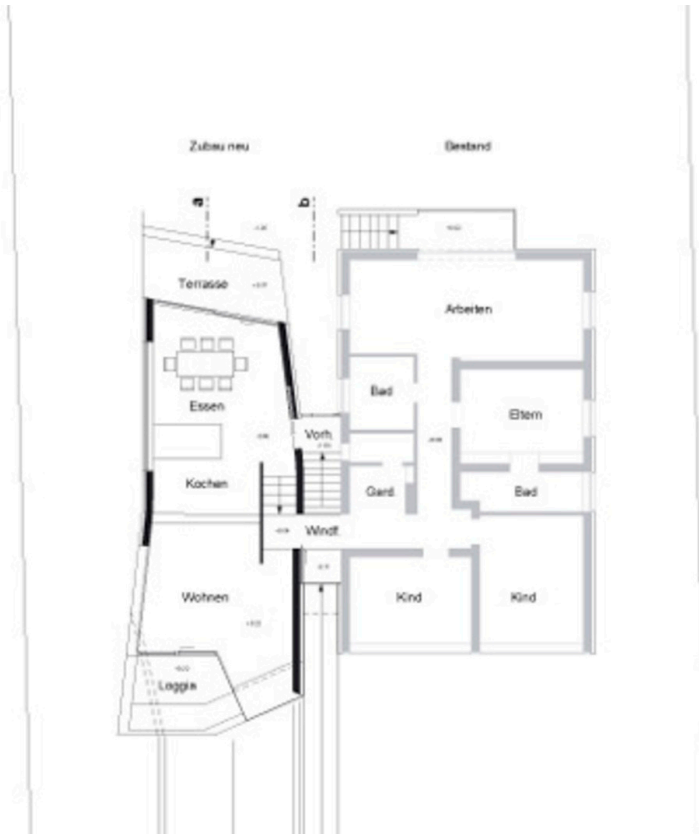 Zubau neu
Bestand
a
b
Terrasse
Arbeiten
Bad
Essen
Eltern
Vorh.
Kochen
Gard
Bad
Windf.
Wohnen
Kind
Kind
Loggia